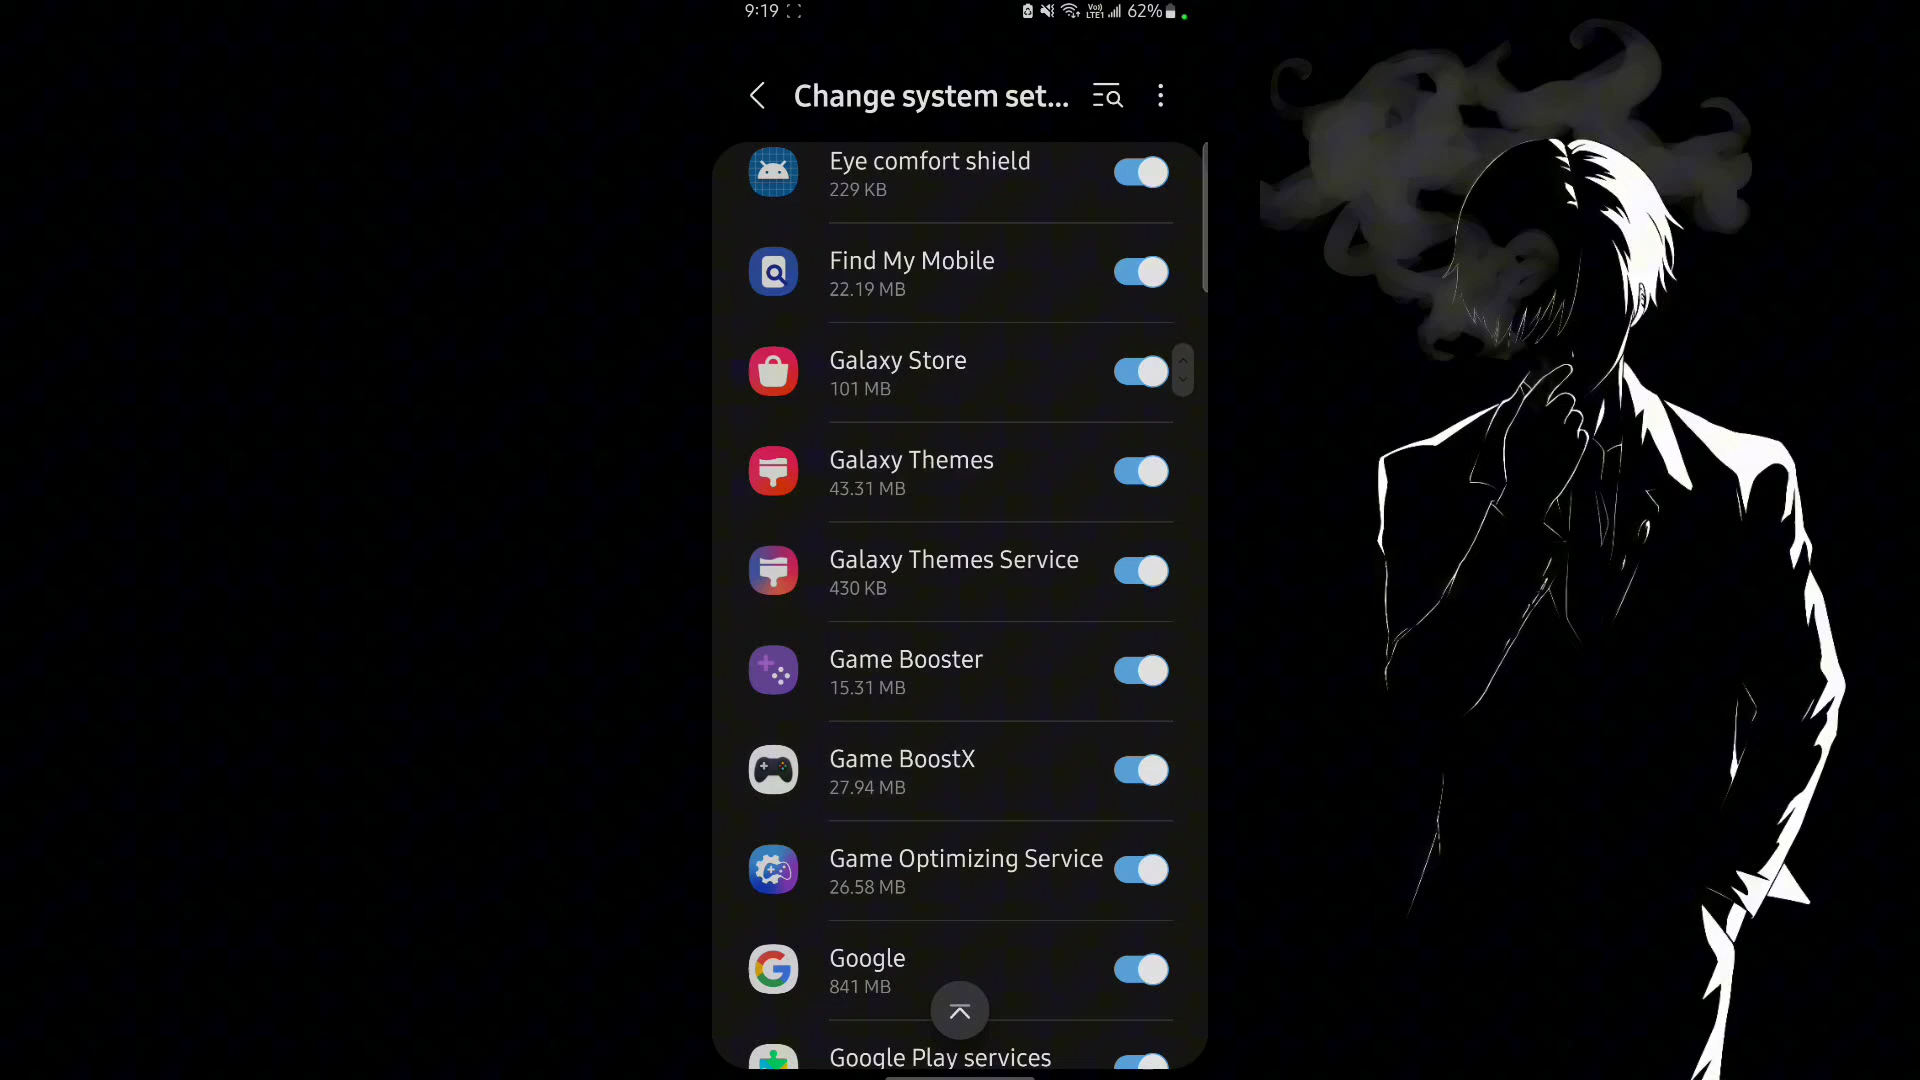 9:19
Vo))
LTE1
62%
Change system set...
Eye comfort shield
229 KB
Find My Mobile
22.19 MB
Galaxy Store
101 MB
Galaxy Themes
43.31 MB
Galaxy Themes Service
430 KB
Game Booster
15.31 MB
Game BoostX
27.94 MB
Game Optimizing Service
26.58 MB
Google
841 MB
Google Play services